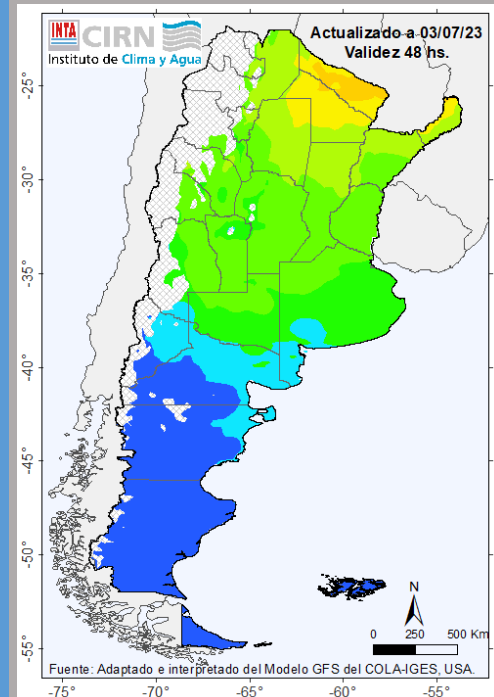 INTA CIRN
Instituto de Clima y Agua
Actualizado a 03/07/23
Validez 48 hs.
-25°
-30°
-35°
-40°
-45°
-50°
-55°
N
0 250 500 Km
Fuente: Adaptado e interpretado del Modelo GFS del COLA-IGES, USA.
-75° -70° -65° -60° -55°